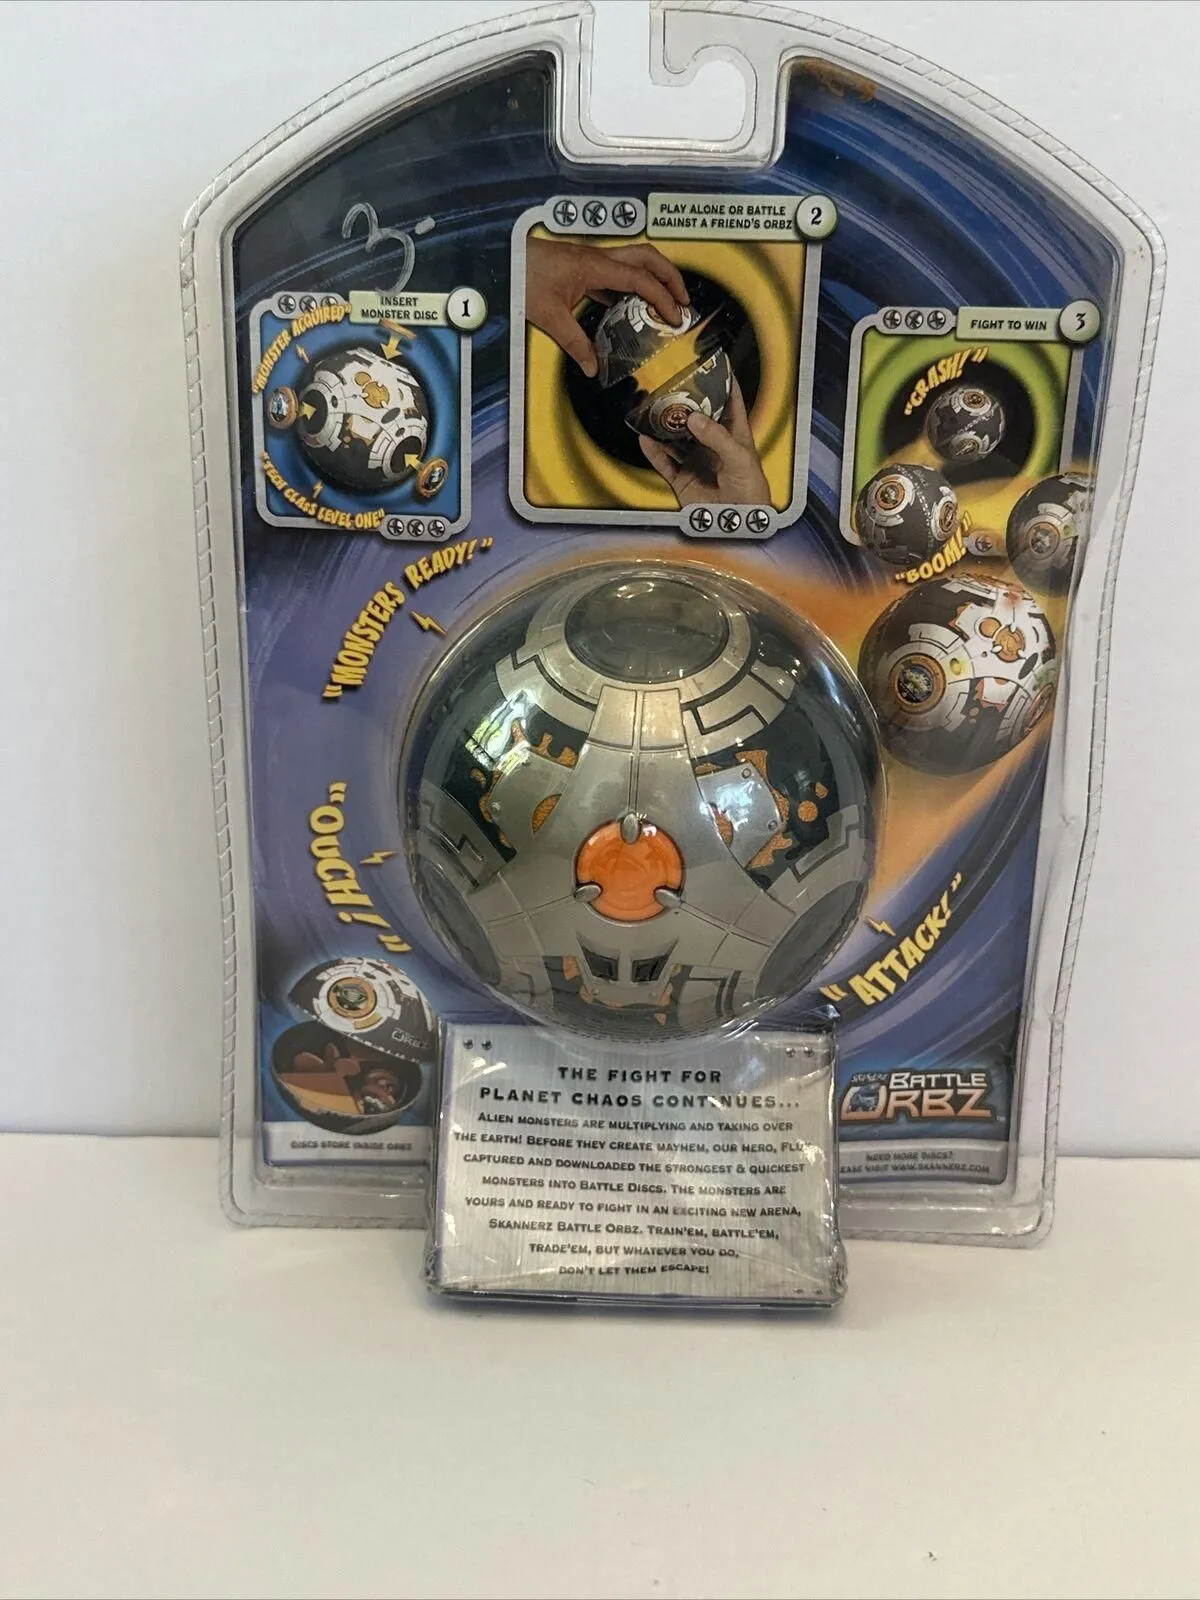 3.-
INSERT
MONSTER DISC
1
"MONSTER ACQUIRED"
"TECH CLASS LEVEL ONE"
PLAY ALONE OR BATTLE
AGAINST A FRIEND'S ORBZ
2
FIGHT TO WIN
3
"CRASH!"
"BOOM!"
"MONSTERS READY!"
"OUCH!"
"ATTACK!"
ORBZ
DISCS STORE INSIDE ORBZ
THE FIGHT FOR
PLANET CHAOS CONTINUES...
ALIEN MONSTERS ARE MULTIPLYING AND TAKING OVER
THE EARTH! BEFORE THEY CREATE MAYHEM, OUR HERO,
CAPTURED AND DOWNLOADED THE STRONGEST & QUICKEST
MONSTERS INTO BATTLE DISCS. THE MONSTERS ARE
YOURS AND READY TO FIGHT IN AN EXCITING NEW ARENA,
SKANNERZ BATTLE ORBZ. TRAIN'EM, BATTLE'EM,
TRADE'EM, BUT WHATEVER YOU DO,
DON'T LET THEM ESCAPE!
SKANNERZ
BATTLE
ORBZ™
NEED MORE DISCS?
EASE VISIT WWW.SKANNERZ.COM